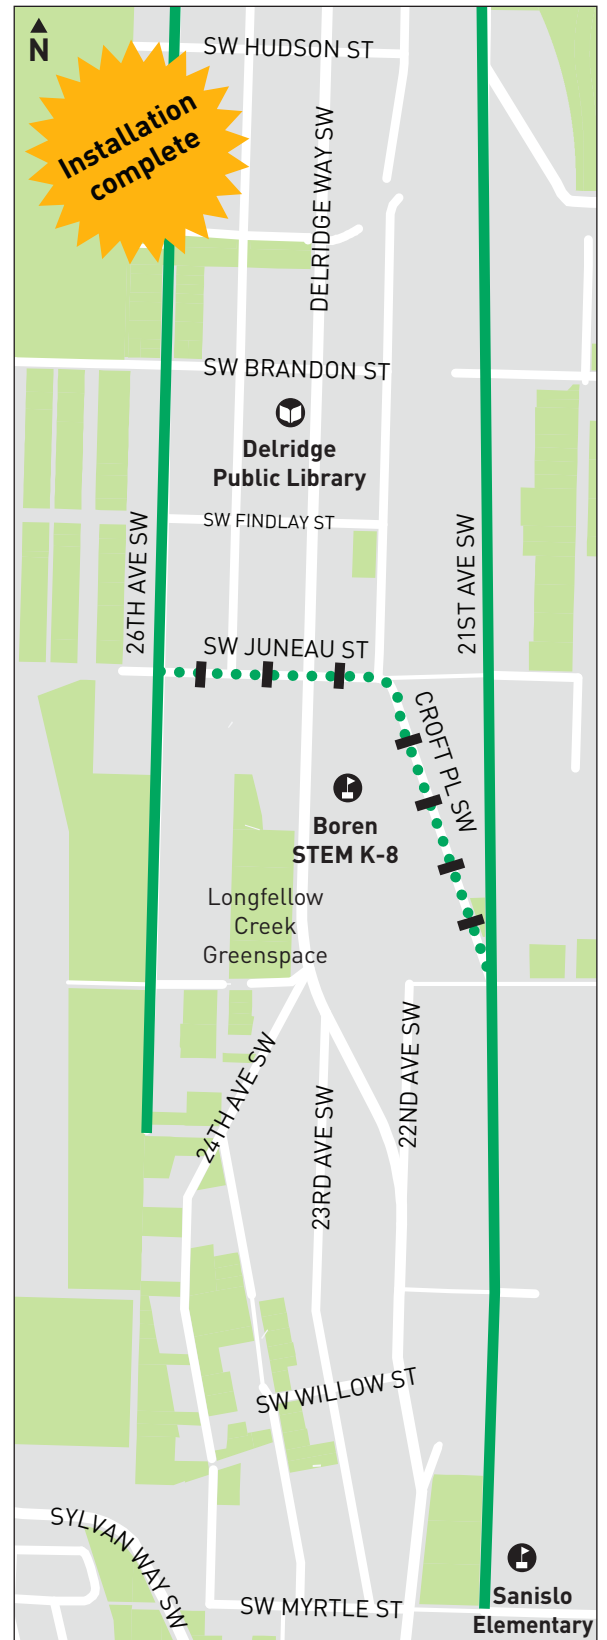 N
SW HUDSON ST
Installation
complete
DELRIDGE WAY SW
SW BRANDON ST
Delridge
Public Library
SW FINDLAY ST
26TH AVE SW
21ST AVE SW
SW JUNEAU ST
CROFT PL SW
Boren
STEM K-8
Longfellow
Creek
Greenspace
24TH AVE SW
23RD AVE SW
22ND AVE SW
SW WILLOW ST
SYLVAN WAY SW
SW MYRTLE ST
Sanislo
Elementary